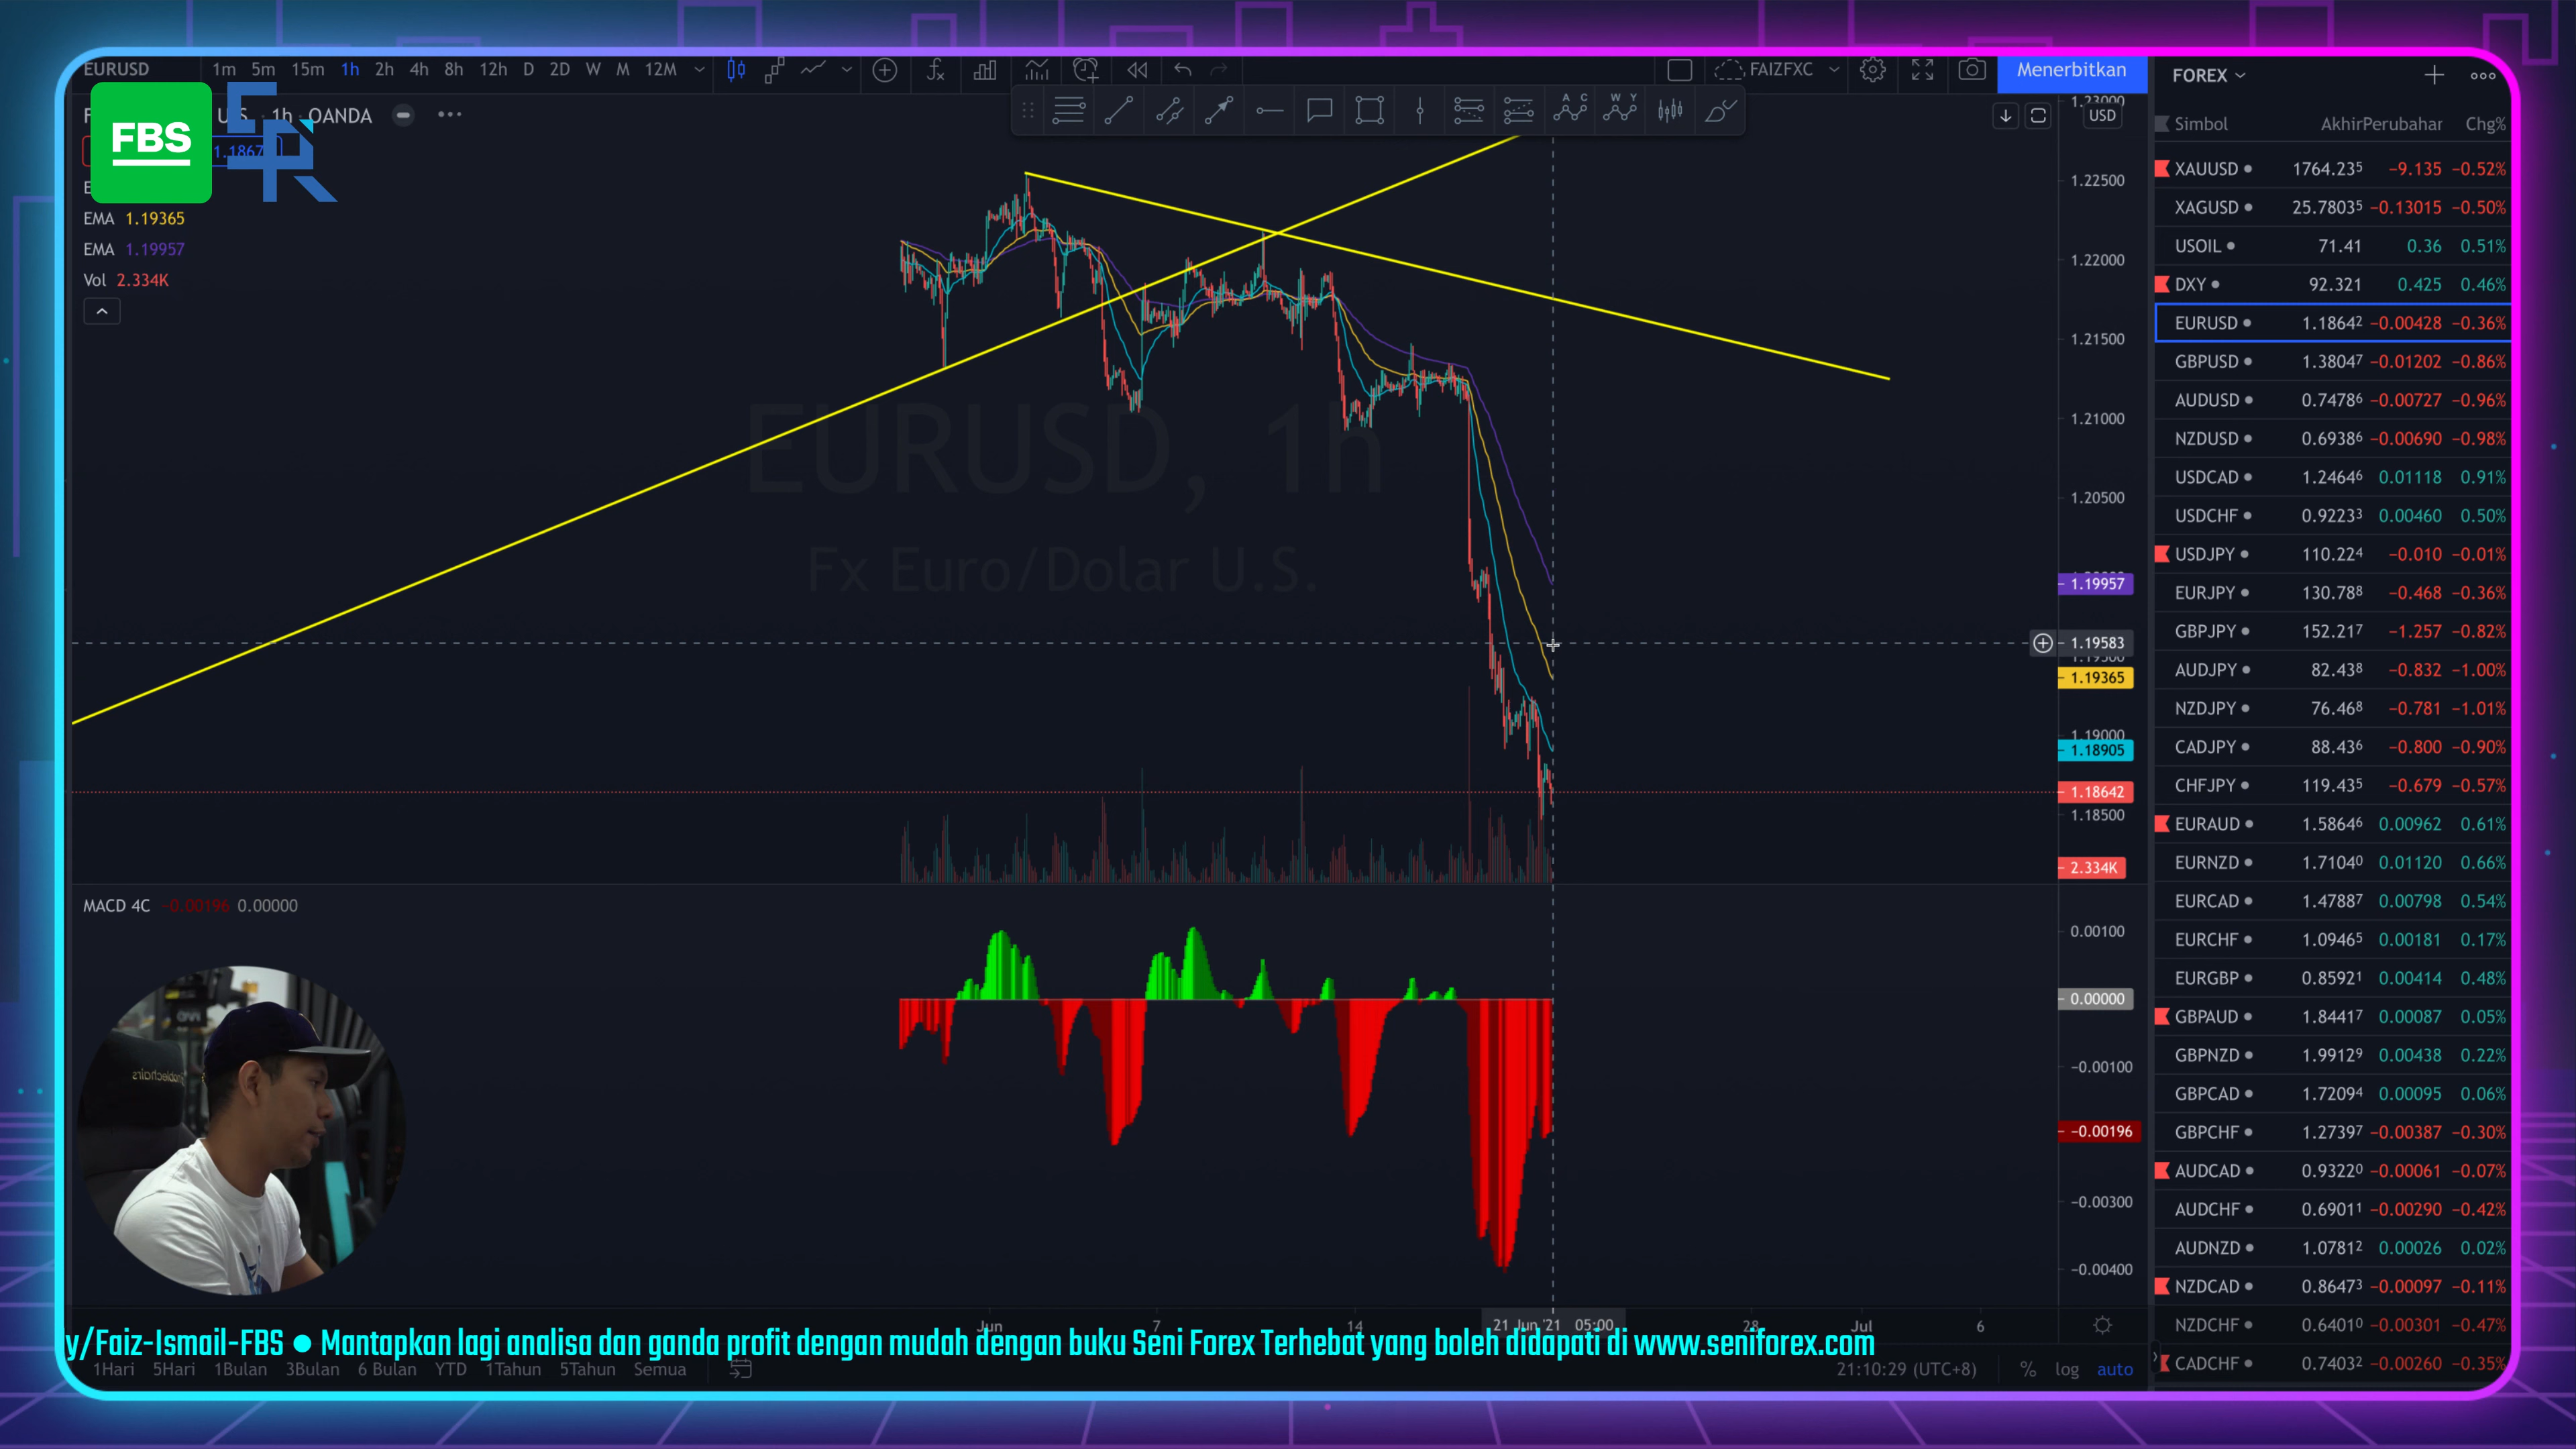 EURUSD 1m 5m 15m 1h 2h 4h 8h 12h D 2D W M 12M FAIZFXC Menerbitkan
FBS
U.S. · 1h · OANDA
1.1867
EMA 1.19365
EMA 1.19957
Vol 2.334K
EURUSD, 1h
Fx Euro/Dolar U.S.
A C
W Y
1.23000
USD
1.22500
1.22000
1.21500
1.21000
1.20500
1.19957
1.19583
1.19500
1.19365
1.19000
1.18905
1.18642
1.18500
2.334K
MACD 4C -0.00196 0.00000
0.00100
0.00000
-0.00100
-0.00196
-0.00300
-0.00400
noblechairs
Jun 7 14 21 Jun '21 05:00 28 Jul 6
y/Faiz-Ismail-FBS ● Mantapkan lagi analisa dan ganda profit dengan mudah dengan buku Seni Forex Terhebat yang boleh didapati di www.seniforex.com
1Hari 5Hari 1Bulan 3Bulan 6 Bulan YTD 1Tahun 5Tahun Semua 21:10:29 (UTC+8) % log auto
FOREX
Simbol Akhir Perubahar Chg%
XAUUSD 1764.235 -9.135 -0.52%
XAGUSD 25.78035 -0.13015 -0.50%
USOIL 71.41 0.36 0.51%
DXY 92.321 0.425 0.46%
EURUSD 1.18642 -0.00428 -0.36%
GBPUSD 1.38047 -0.01202 -0.86%
AUDUSD 0.74786 -0.00727 -0.96%
NZDUSD 0.69386 -0.00690 -0.98%
USDCAD 1.24646 0.01118 0.91%
USDCHF 0.92233 0.00460 0.50%
USDJPY 110.224 -0.010 -0.01%
EURJPY 130.788 -0.468 -0.36%
GBPJPY 152.217 -1.257 -0.82%
AUDJPY 82.438 -0.832 -1.00%
NZDJPY 76.468 -0.781 -1.01%
CADJPY 88.436 -0.800 -0.90%
CHFJPY 119.435 -0.679 -0.57%
EURAUD 1.58646 0.00962 0.61%
EURNZD 1.71040 0.01120 0.66%
EURCAD 1.47887 0.00798 0.54%
EURCHF 1.09465 0.00181 0.17%
EURGBP 0.85921 0.00414 0.48%
GBPAUD 1.84417 0.00087 0.05%
GBPNZD 1.99129 0.00438 0.22%
GBPCAD 1.72094 0.00095 0.06%
GBPCHF 1.27397 -0.00387 -0.30%
AUDCAD 0.93220 -0.00061 -0.07%
AUDCHF 0.69011 -0.00290 -0.42%
AUDNZD 1.07812 0.00026 0.02%
NZDCAD 0.86473 -0.00097 -0.11%
NZDCHF 0.64010 -0.00301 -0.47%
CADCHF 0.74032 -0.00260 -0.35%